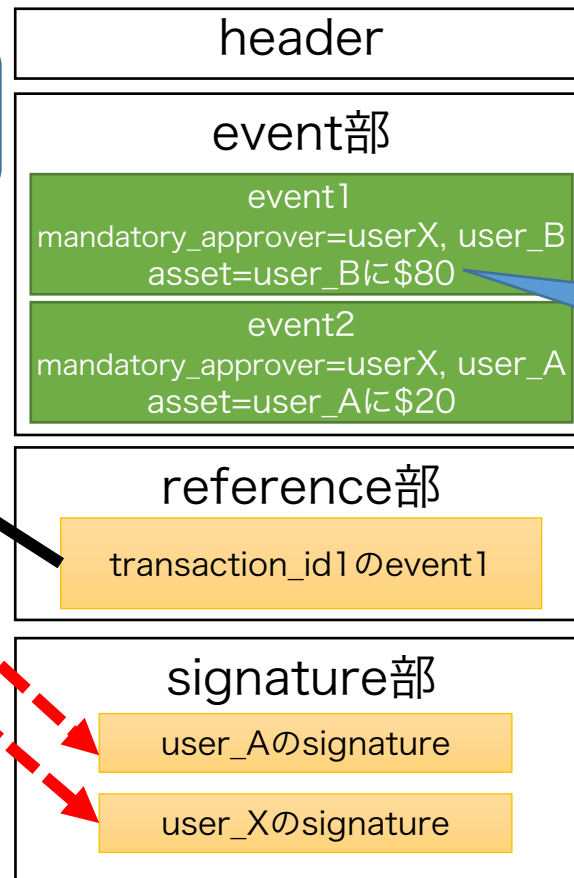 header
event部
event1
mandatory_approver=userX, user_B
asset=user_Bに$80
event2
mandatory_approver=userX, user_A
asset=user_Aに$20
reference部
transaction_id1のevent1
signature部
user_Aのsignature
user_Xのsignature